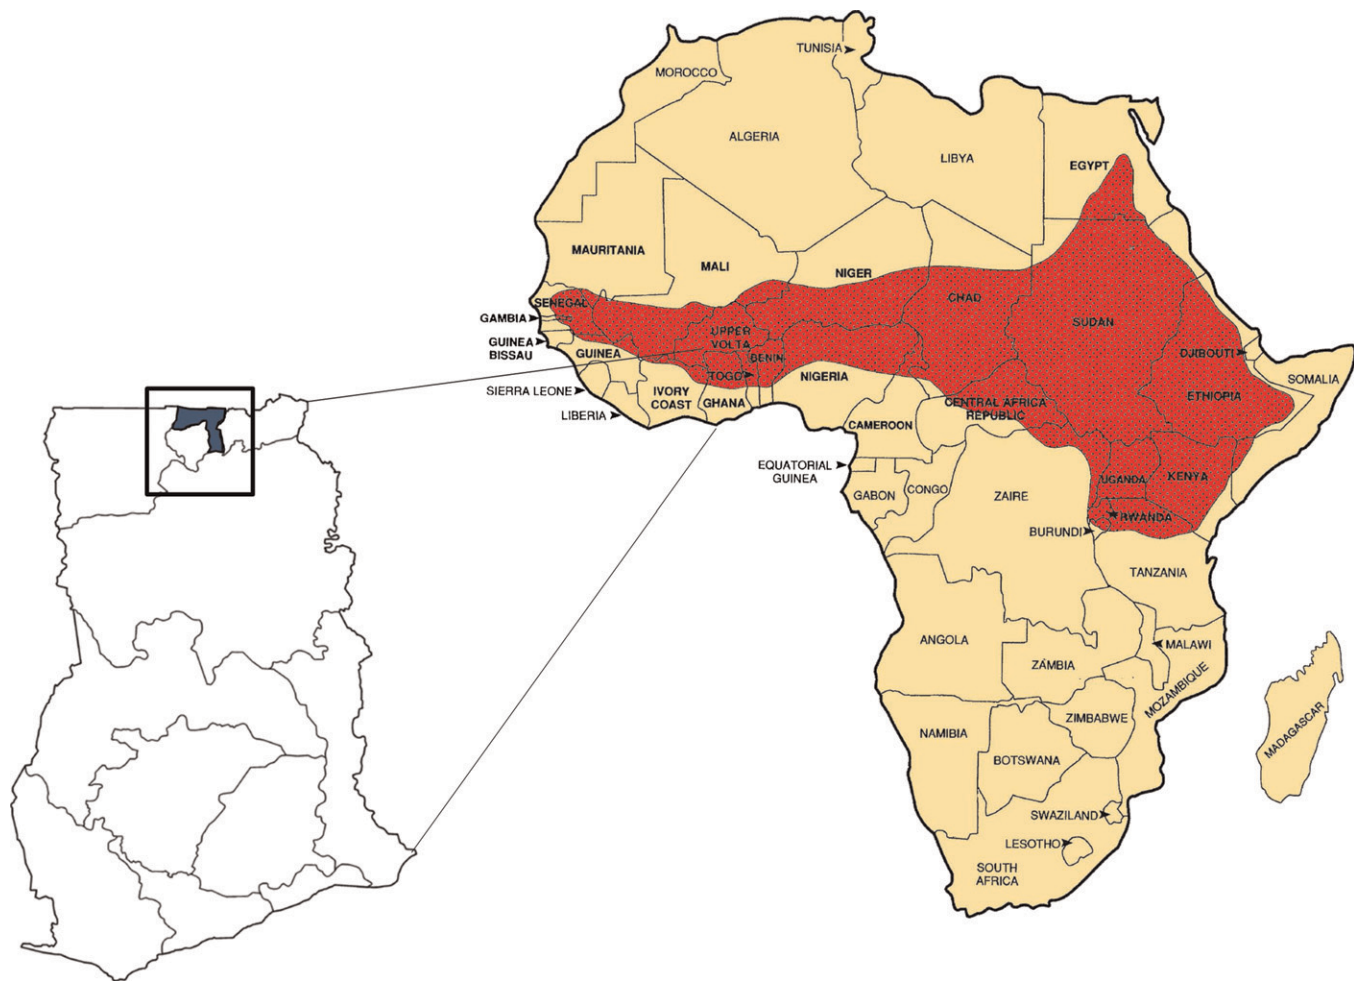 TUNISIA
MOROCCO
ALGERIA
LIBYA
EGYPT
MAURITANIA
MALI
NIGER
CHAD
SUDAN
SENEGAL
GAMBIA
GUINEA
BISSAU
GUINEA
UPPER
VOLTA
BENIN
TOGO
DJIBOUTI
SOMALIA
SIERRA LEONE
LIBERIA
IVORY
COAST
GHANA
NIGERIA
CENTRAL AFRICA
REPUBLIC
ETHIOPIA
CAMEROON
EQUATORIAL
GUINEA
GABON
CONGO
ZAIRE
UGANDA
KENYA
RWANDA
BURUNDI
TANZANIA
ANGOLA
ZÁMBIA
MALAWI
MOZAMBIQUE
NAMIBIA
ZIMBABWE
BOTSWANA
MADAGASCAR
SWAZILAND
LESOTHO
SOUTH
AFRICA